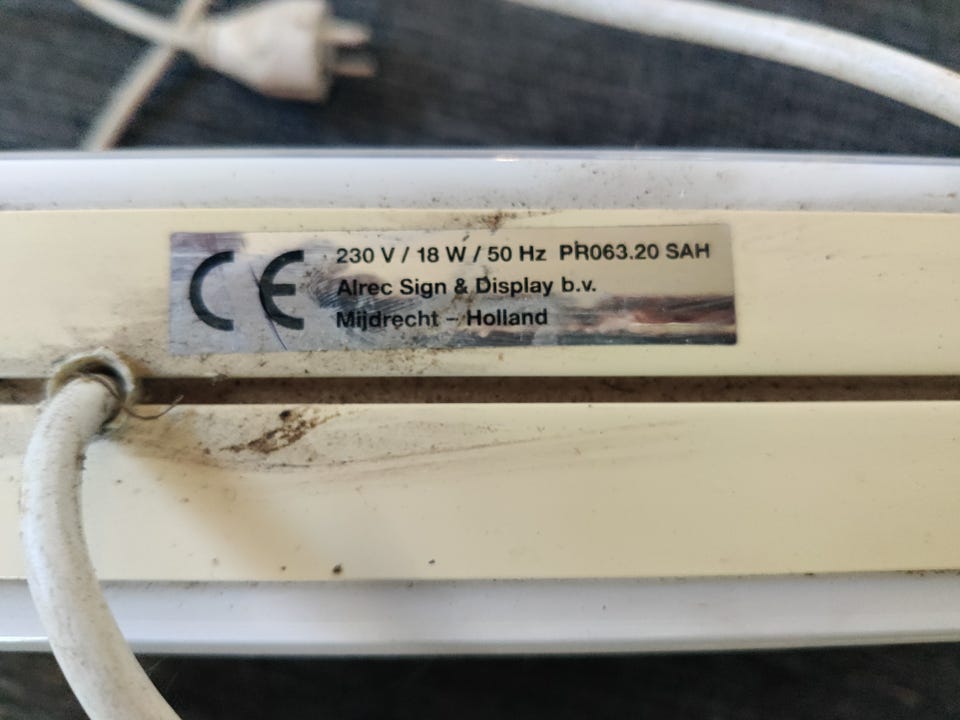 CE 230 V / 18 W / 50 Hz PR063.20 SAH
Alrec Sign & Display b.v.
Mijdrecht – Holland